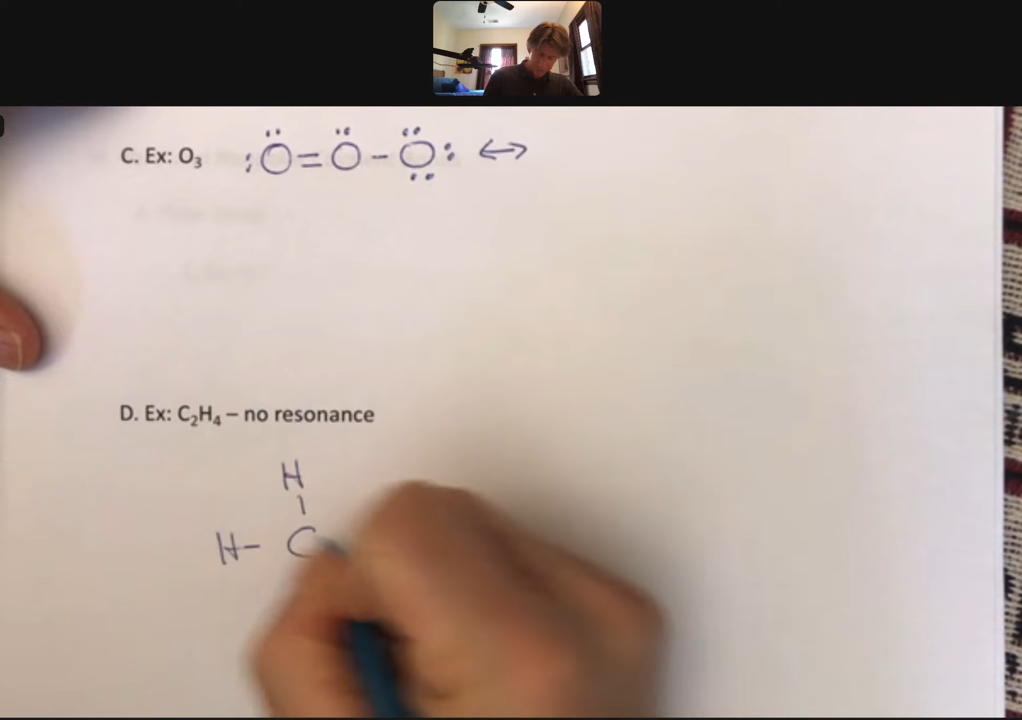 C. Ex: O₃ :Ö=Ö-Ö: ↔
D. Ex: C₂H₄ – no resonance
H
H- C